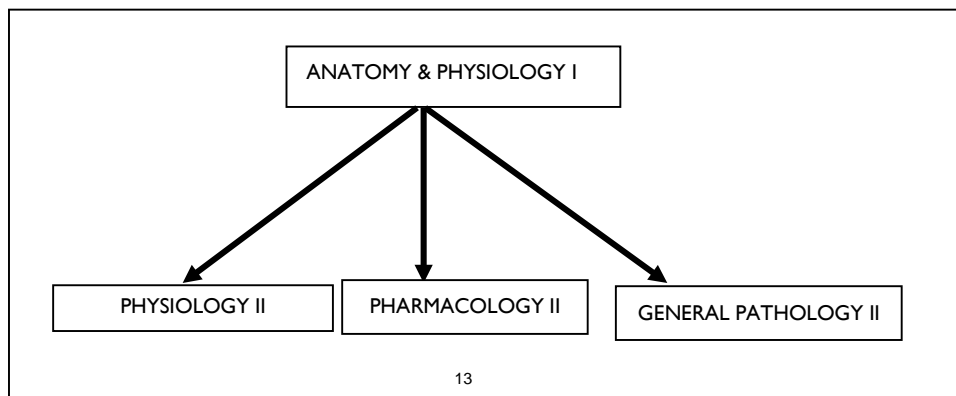 ANATOMY & PHYSIOLOGY I
PHYSIOLOGY II
PHARMACOLOGY II
GENERAL PATHOLOGY II
13